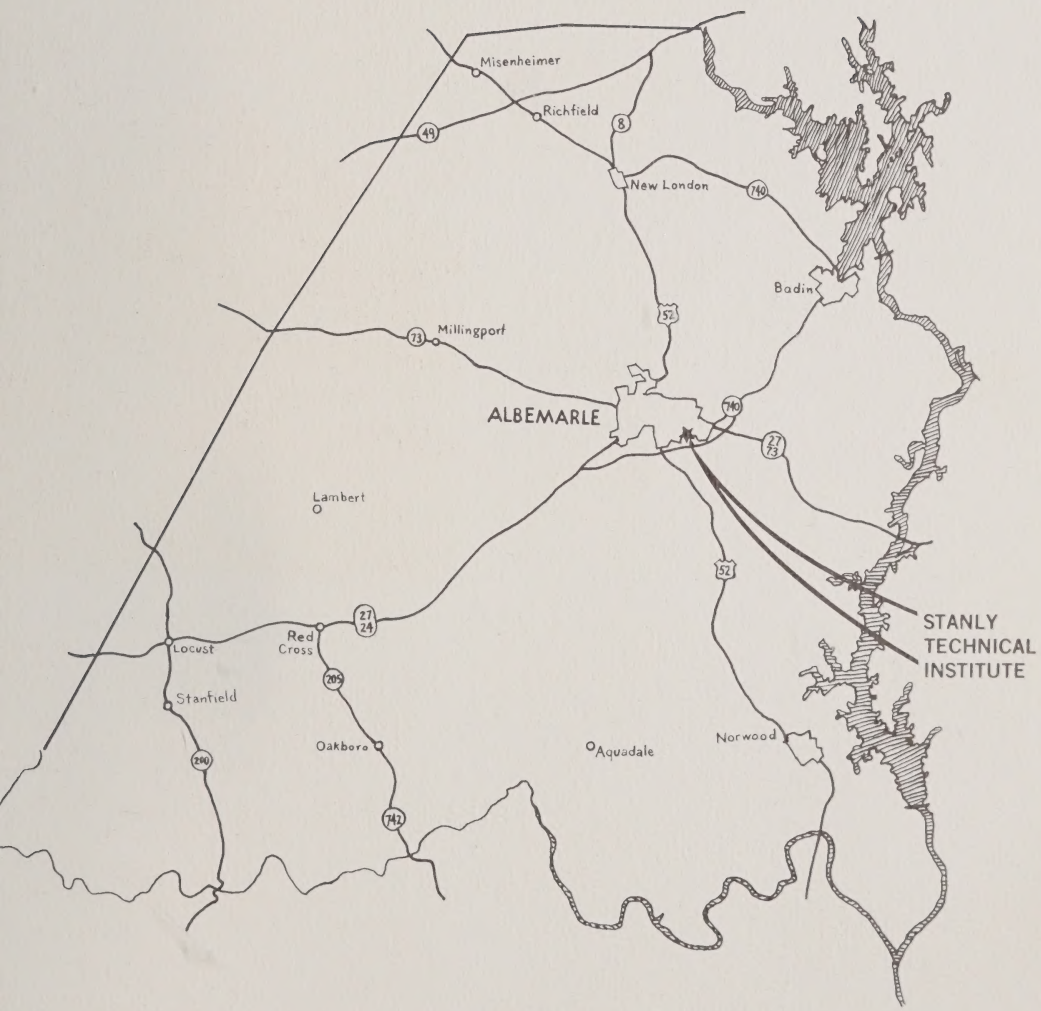 Misenheimer
Richfield
49
8
New London
740
Badin
52
73
Millingport
ALBEMARLE
740
27
73
Lambert
52
27
24
STANLY
TECHNICAL
INSTITUTE
Locust
Red
Cross
205
Stanfield
Oakboro
Aquadale
Norwood
200
742